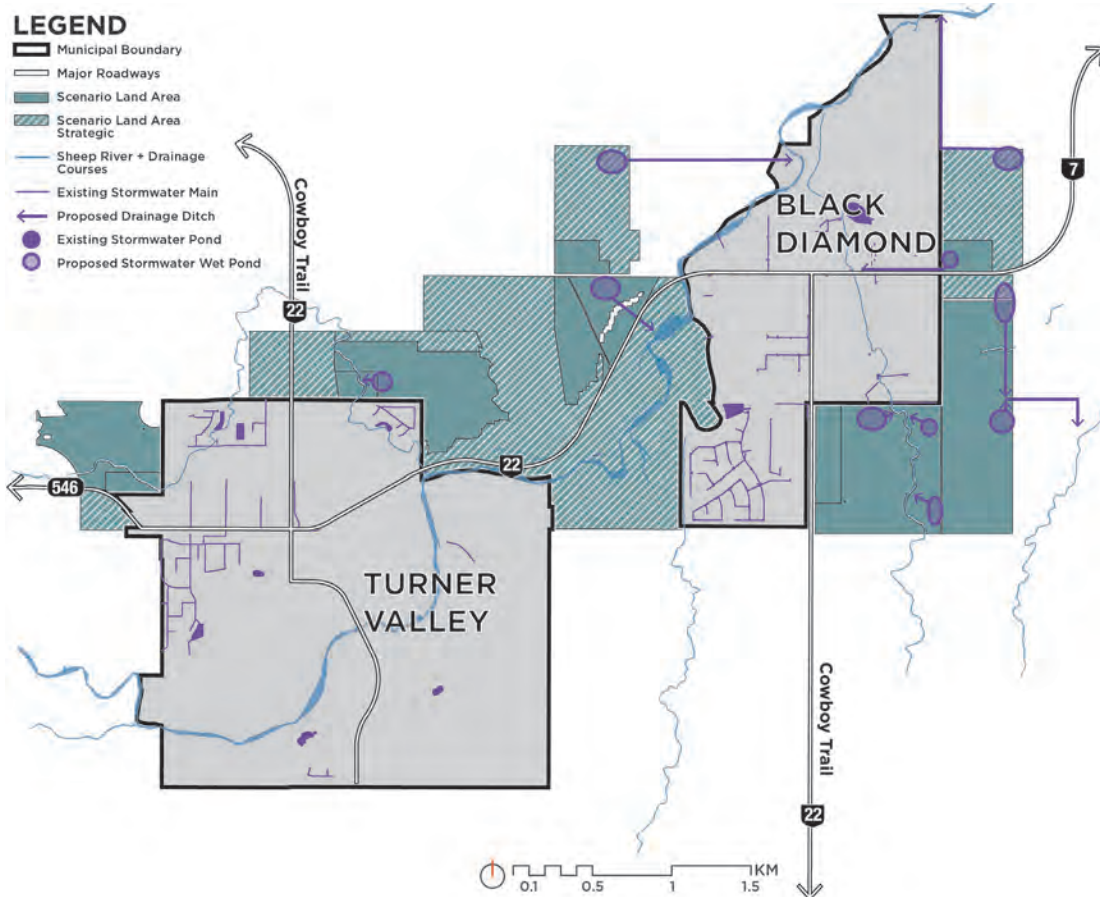 LEGEND
Municipal Boundary
Major Roadways
Scenario Land Area
Scenario Land Area
Strategic
Sheep River + Drainage
Courses
Existing Stormwater Main
Proposed Drainage Ditch
Existing Stormwater Pond
Proposed Stormwater Wet Pond
Cowboy Trail
22
7
BLACK
DIAMOND
22
546
TURNER
VALLEY
Cowboy Trail
22
KM
0.1 0.5 1 1.5